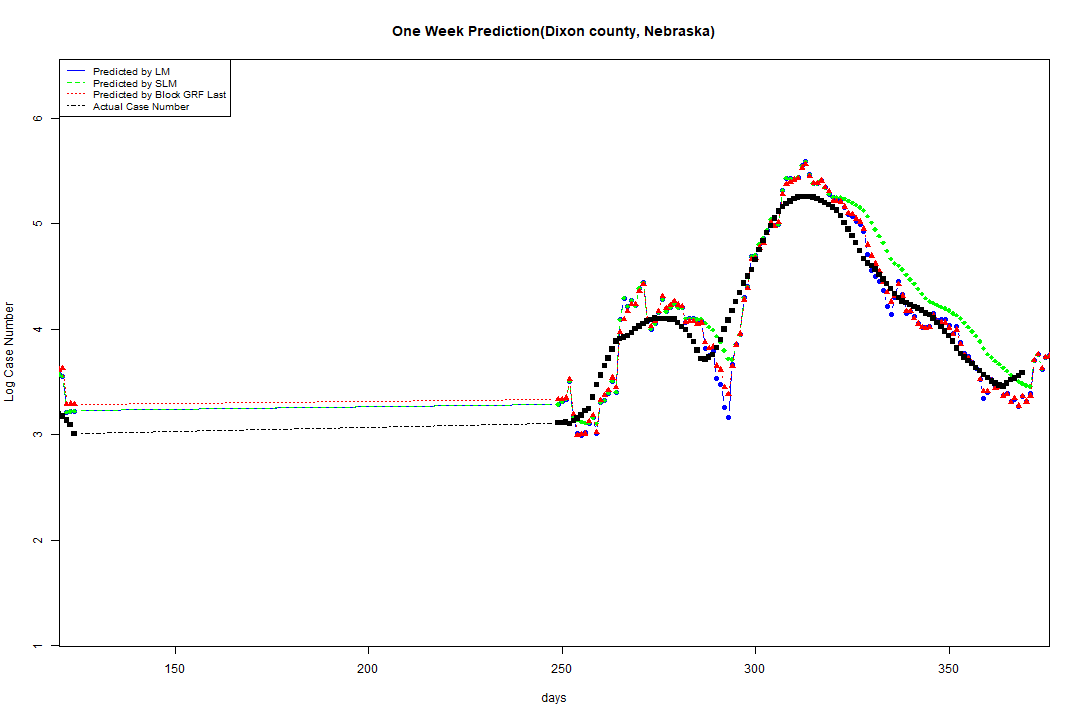 One Week Prediction(Dixon county, Nebraska)
Predicted by LM
Predicted by SLM
Predicted by Block GRF Last
Actual Case Number
Log Case Number
6
5
4
3
2
1
150 200 250 300 350
days